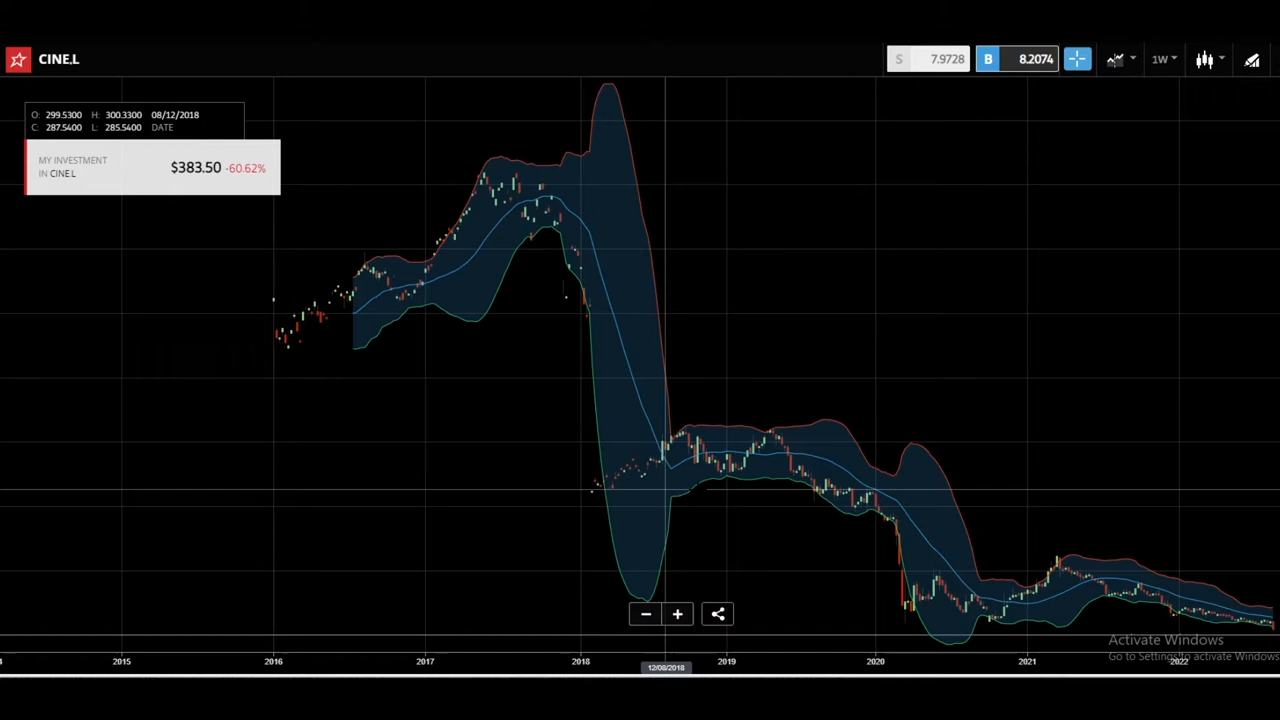 CINE.L
S 7.9728 B 8.2074 1W
O: 299.5300 H: 300.3300 08/12/2018
C: 287.5400 L: 285.5400 DATE
MY INVESTMENT
IN CINE.L
$383.50 -60.62%
Activate Windows
Go to Settings to activate Windows
2015 2016 2017 2018 2019 2020 2021 2022
12/08/2018